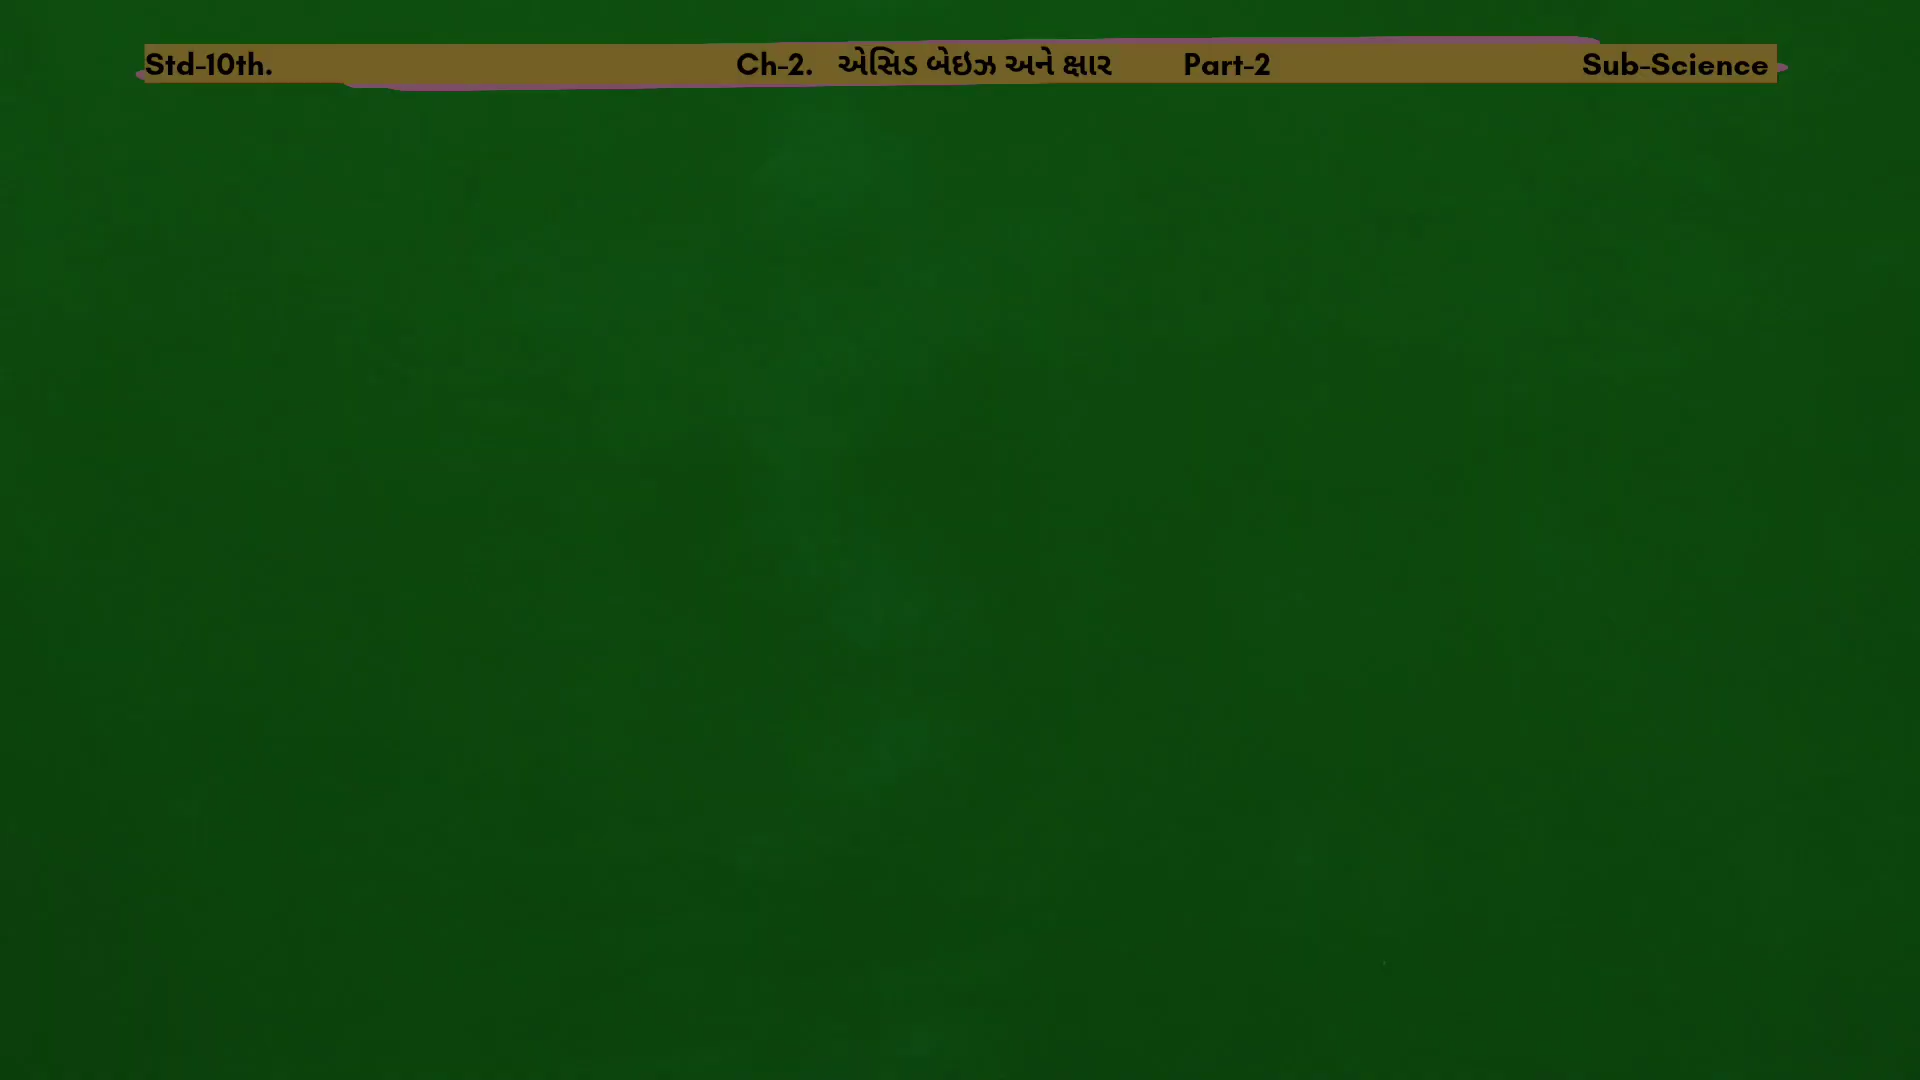 Std-10th. Ch-2. એસિડ બેઇઝ અને ક્ષાર Part-2 Sub-Science